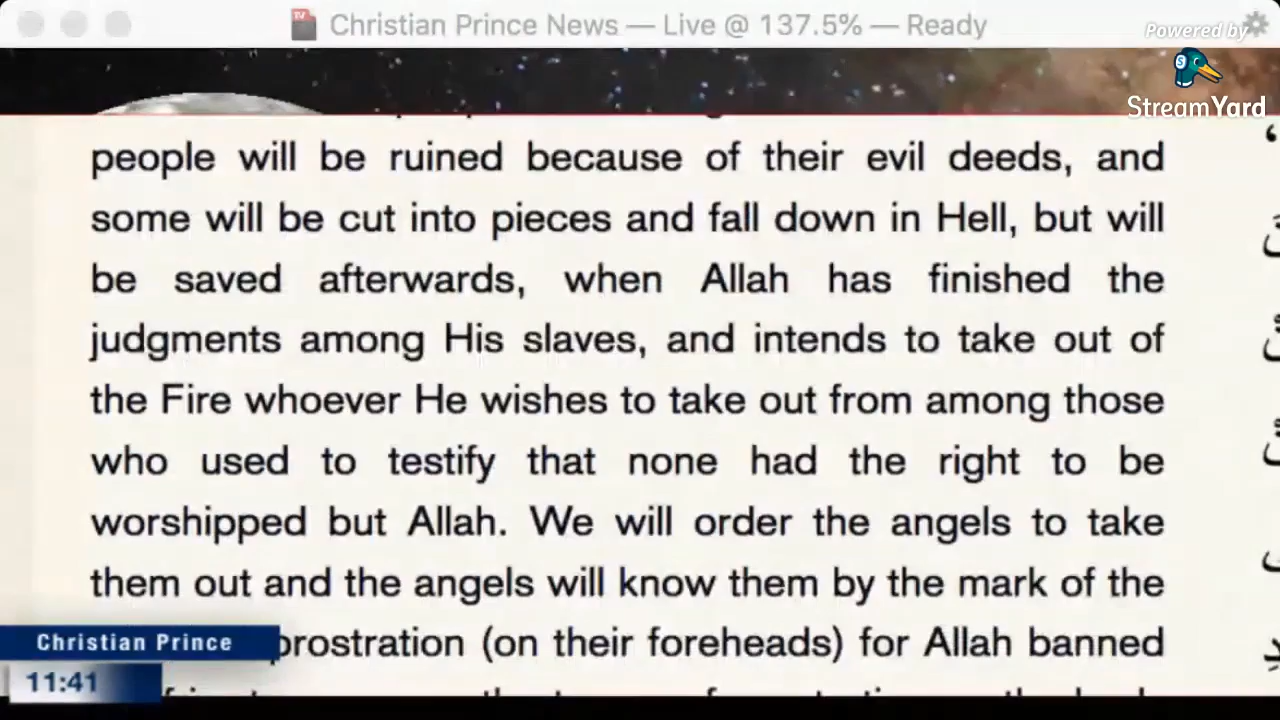 Christian Prince News — Live @ 137.5% — Ready
Powered by
StreamYard
people will be ruined because of their evil deeds, and
some will be cut into pieces and fall down in Hell, but will
be saved afterwards, when Allah has finished the
judgments among His slaves, and intends to take out of
the Fire whoever He wishes to take out from among those
who used to testify that none had the right to be
worshipped but Allah. We will order the angels to take
them out and the angels will know them by the mark of the
prostration (on their foreheads) for Allah banned
Christian Prince
11:41